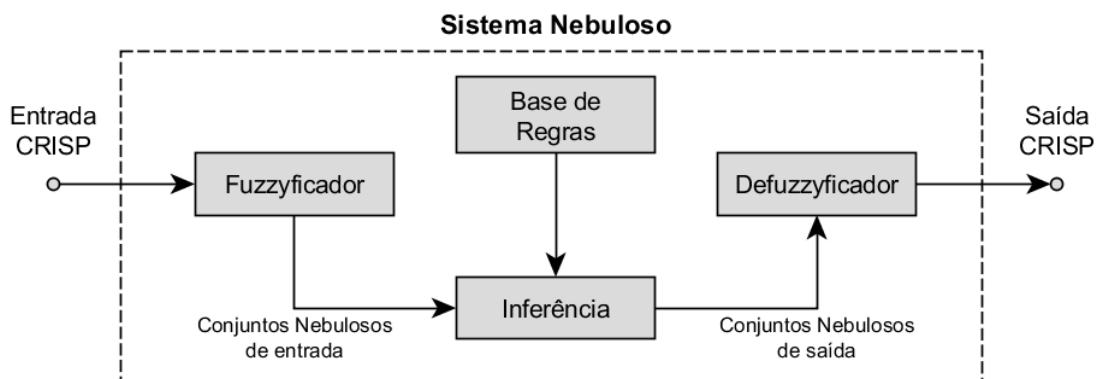 Sistema Nebuloso
Entrada
CRISP
Base de
Regras
Saída
CRISP
Fuzzyficador
Defuzzyficador
Inferência
Conjuntos Nebulosos
de entrada
Conjuntos Nebulosos
de saída